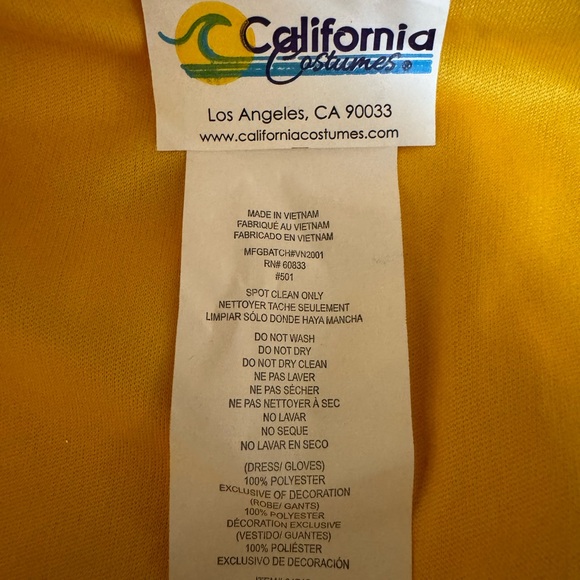 California
Costumes®
Los Angeles, CA 90033
www.californiacostumes.com
MADE IN VIETNAM
FABRIQUÉ AU VIETNAM
FABRICADO EN VIETNAM
MFGBATCH#VN2001
RN# 60833
#501
SPOT CLEAN ONLY
NETTOYER TACHE SEULEMENT
LIMPIAR SÓLO DONDE HAYA MANCHA
DO NOT WASH
DO NOT DRY
DO NOT DRY CLEAN
NE PAS LAVER
NE PAS SÉCHER
NE PAS NETTOYER À SEC
NO LAVAR
NO SEQUE
NO LAVAR EN SECO
(DRESS/ GLOVES)
100% POLYESTER
EXCLUSIVE OF DECORATION
(ROBE/ GANTS)
100% POLYESTER
DÉCORATION EXCLUSIVE
(VESTIDO/ GUANTES)
100% POLIÉSTER
EXCLUSIVO DE DECORACIÓN